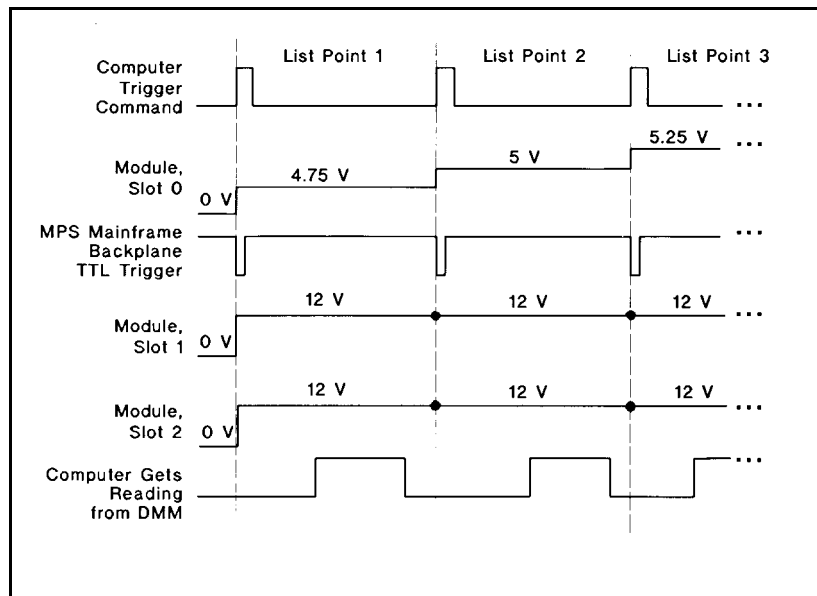 List Point 1 List Point 2 List Point 3
Computer
Trigger
Command
...
5.25 V ...
5 V
Module,
Slot 0
4.75 V
0 V
MPS Mainframe
Backplane
TTL Trigger
...
12 V 12 V 12 V ...
Module,
Slot 1
0 V
12 V 12 V 12 V ...
Module,
Slot 2
0 V
...
Computer Gets
Reading
from DMM